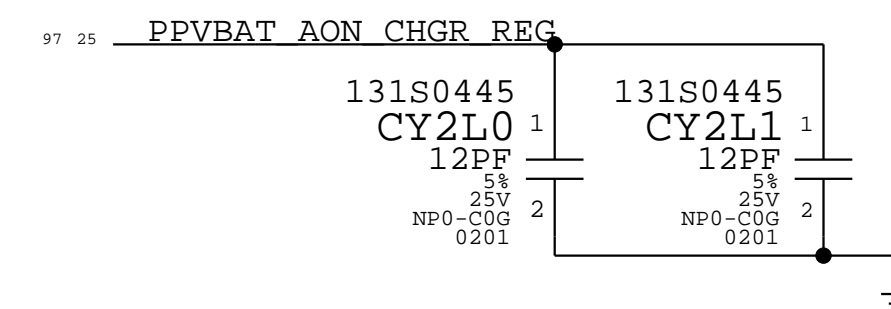 97 25 PPVBAT_AON_CHGR_REG
131S0445 131S0445
CY2L0 1 CY2L1 1
12PF 12PF
5% 5%
25V 25V
NP0-C0G 2 NP0-C0G 2
0201 0201